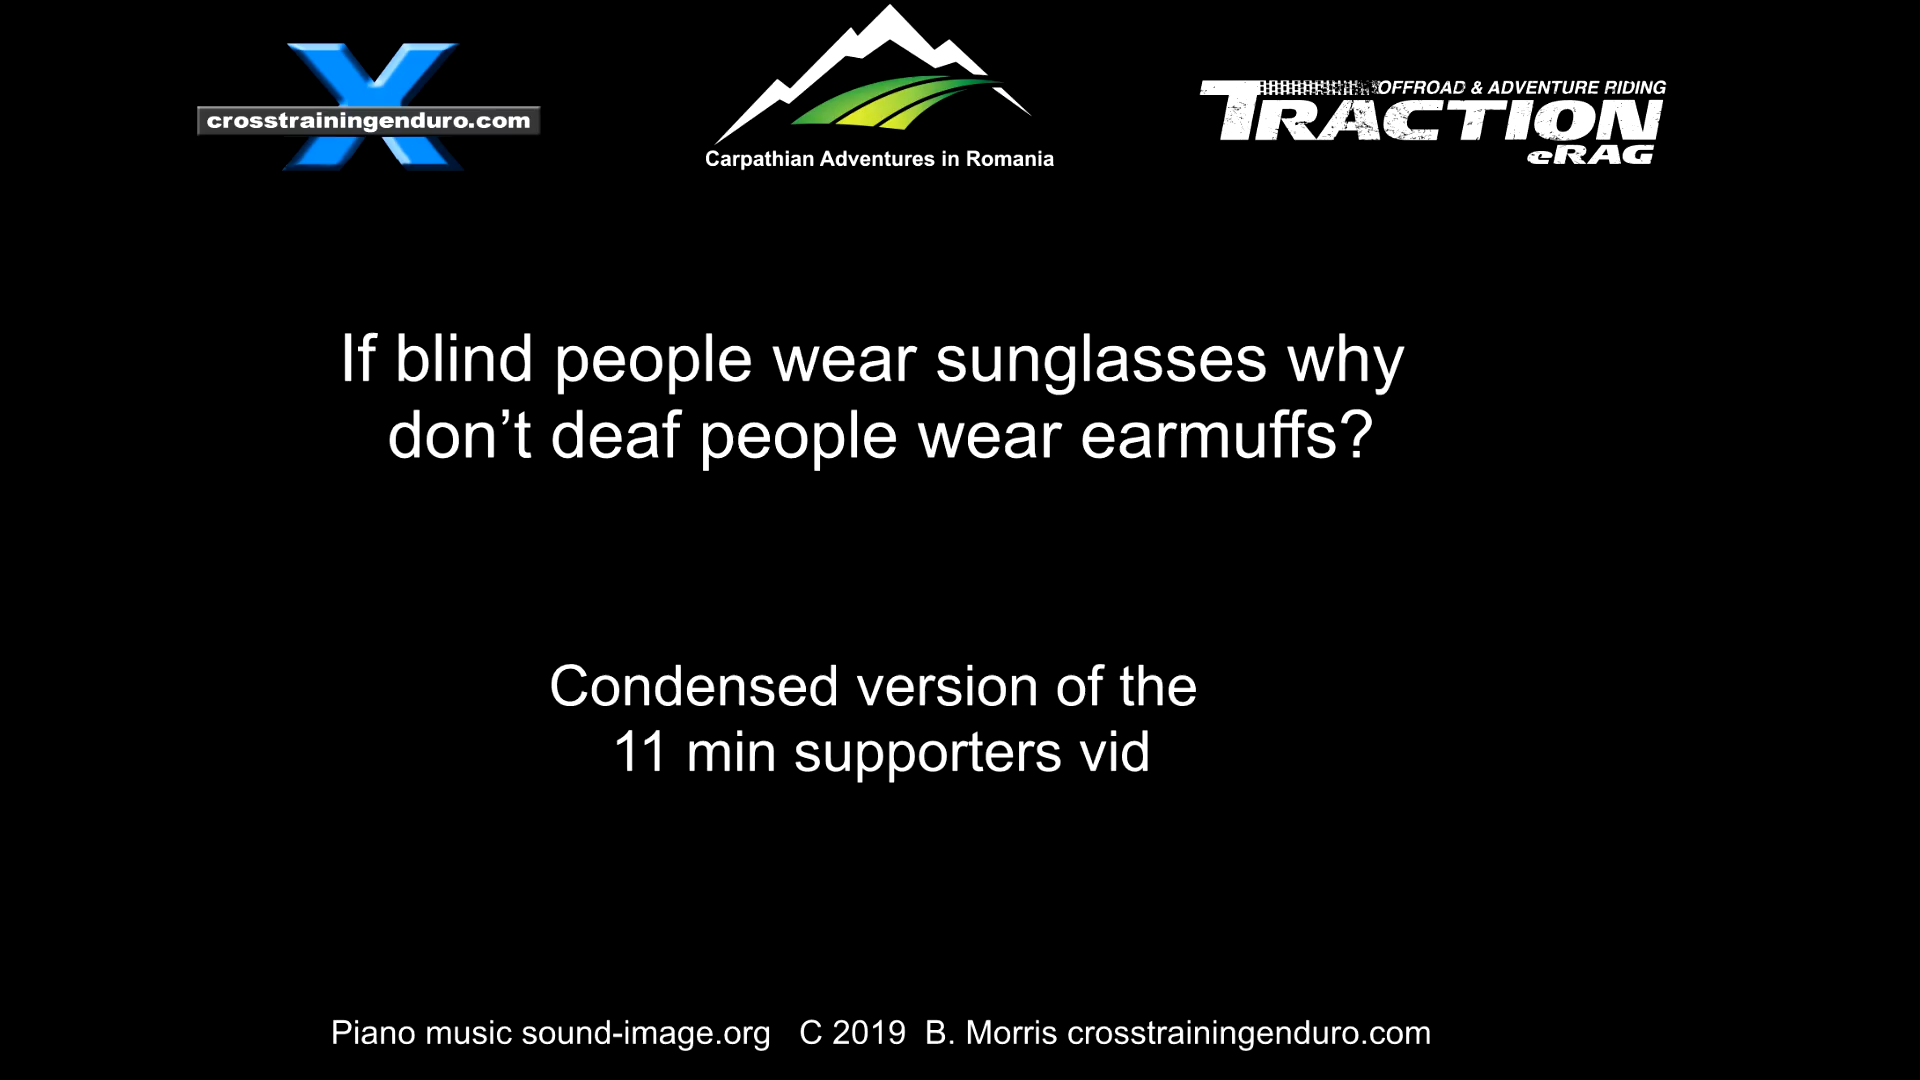 crosstrainingenduro.com
Carpathian Adventures in Romania
OFFROAD & ADVENTURE RIDING
TRACTION
eRAG
If blind people wear sunglasses why
don’t deaf people wear earmuffs?
Condensed version of the
11 min supporters vid
Piano music sound-image.org C 2019 B. Morris crosstrainingenduro.com